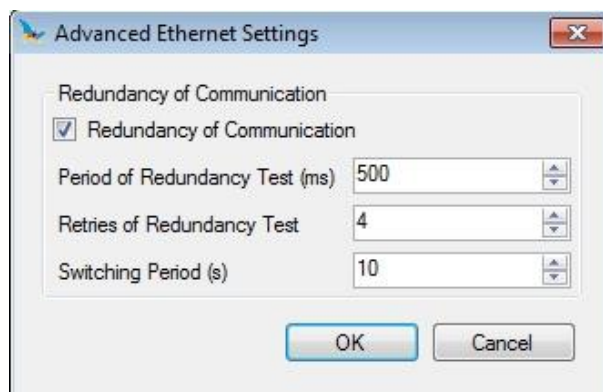 Advanced Ethernet Settings
Redundancy of Communication
Redundancy of Communication
Period of Redundancy Test (ms) 500
Retries of Redundancy Test 4
Switching Period (s) 10
OK Cancel